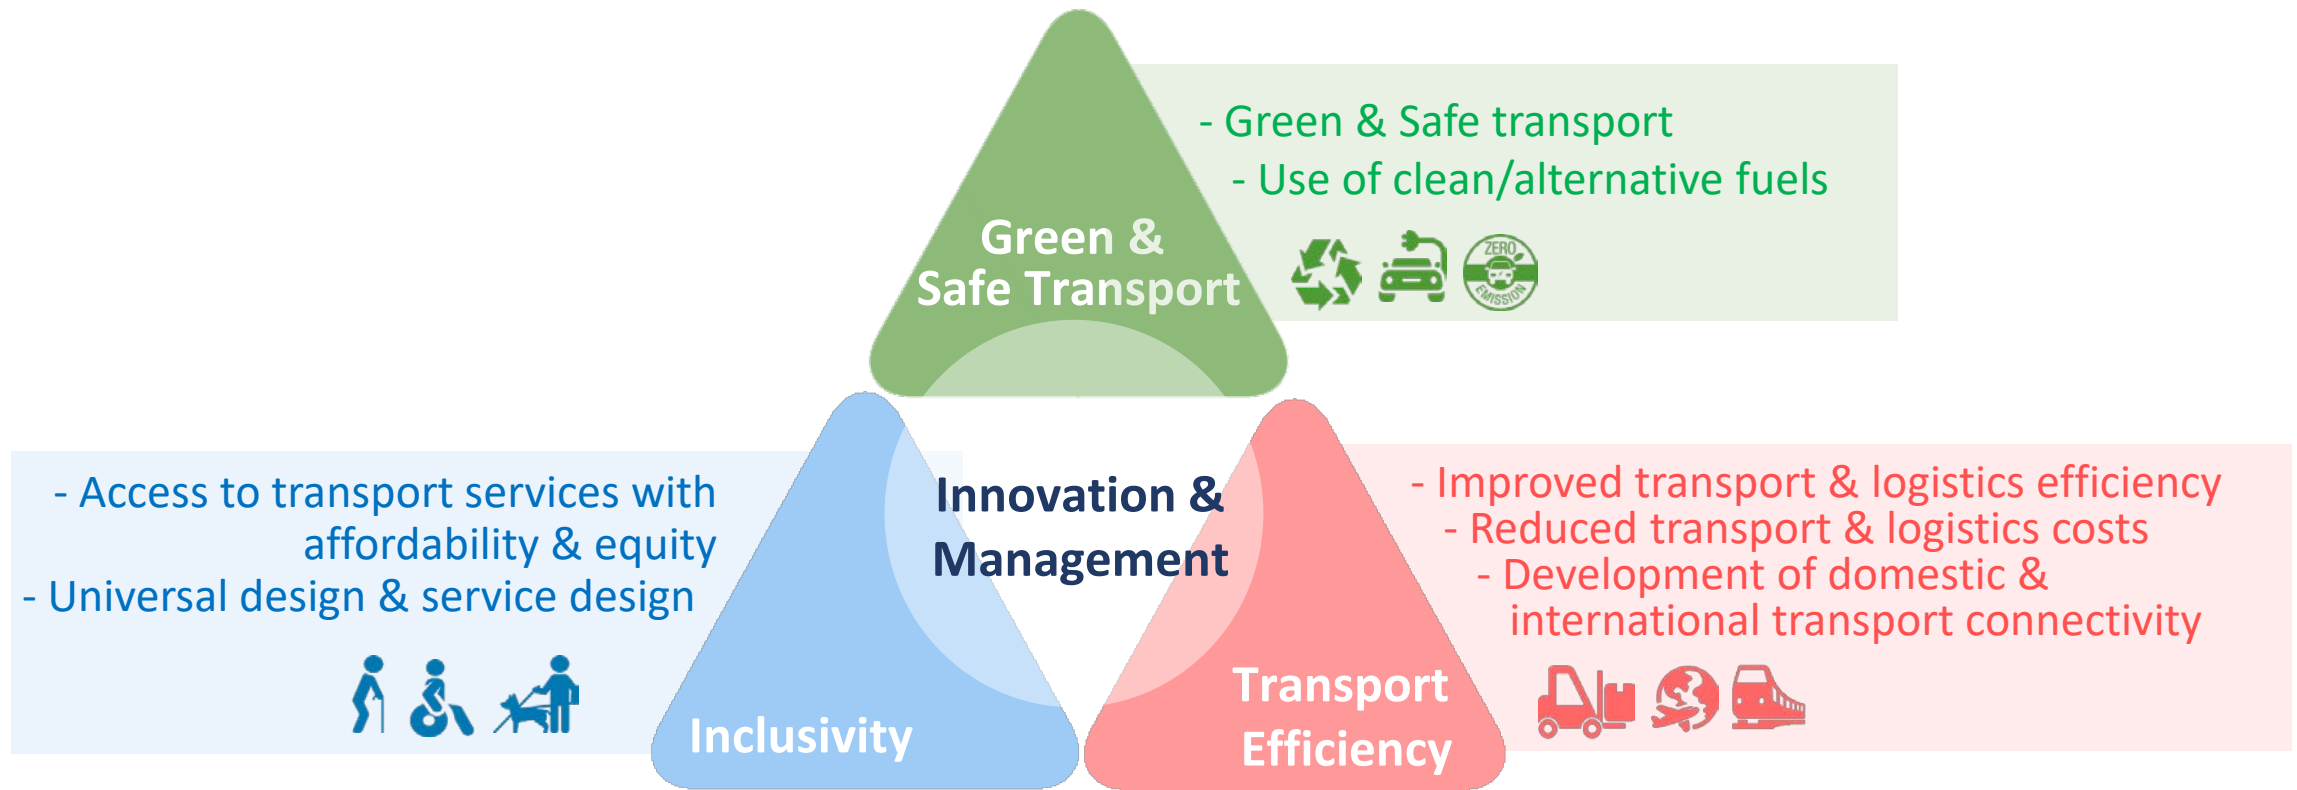 - Green & Safe transport
- Use of clean/alternative fuels
ZERO
EMISSION
Green &
Safe Transport
- Access to transport services with
affordability & equity
- Universal design & service design
Inclusivity
Innovation &
Management
- Improved transport & logistics efficiency
- Reduced transport & logistics costs
- Development of domestic &
international transport connectivity
Transport
Efficiency